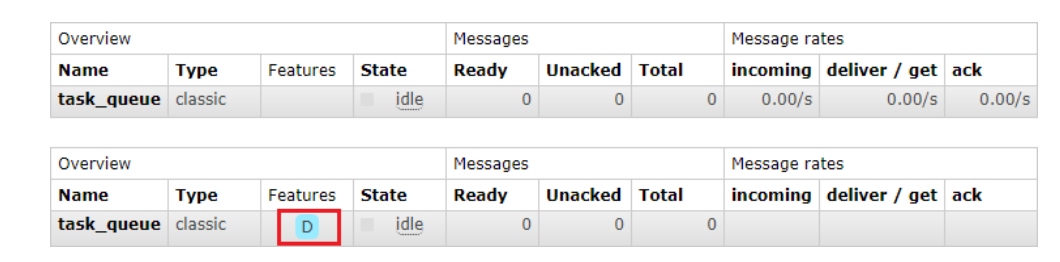 Overview Messages Message rates
Name Type Features State Ready Unacked Total incoming deliver / get ack
task_queue classic idle 0 0 0 0.00/s 0.00/s 0.00/s
Overview Messages Message rates
Name Type Features State Ready Unacked Total incoming deliver / get ack
task_queue classic D idle 0 0 0